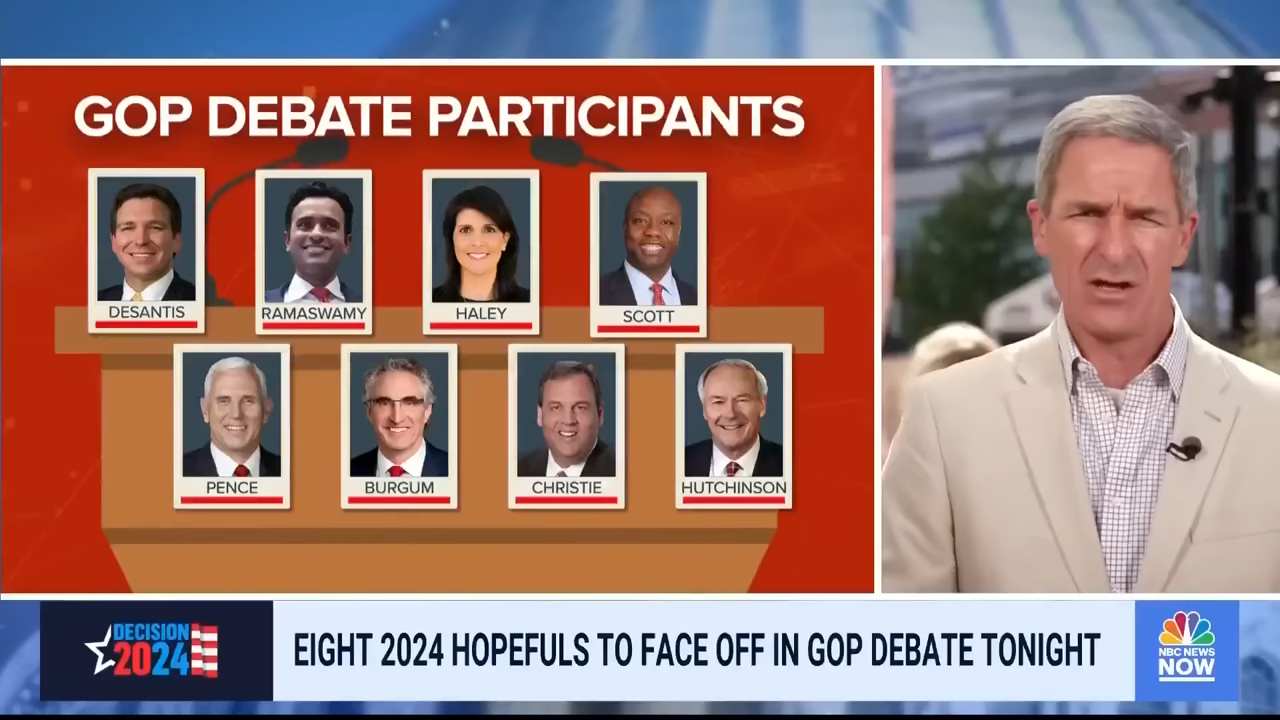 GOP DEBATE PARTICIPANTS
DESANTIS
RAMASWAMY
HALEY
SCOTT
PENCE
BURGUM
CHRISTIE
HUTCHINSON
DECISION
2024
EIGHT 2024 HOPEFULS TO FACE OFF IN GOP DEBATE TONIGHT
NBC NEWS
NOW